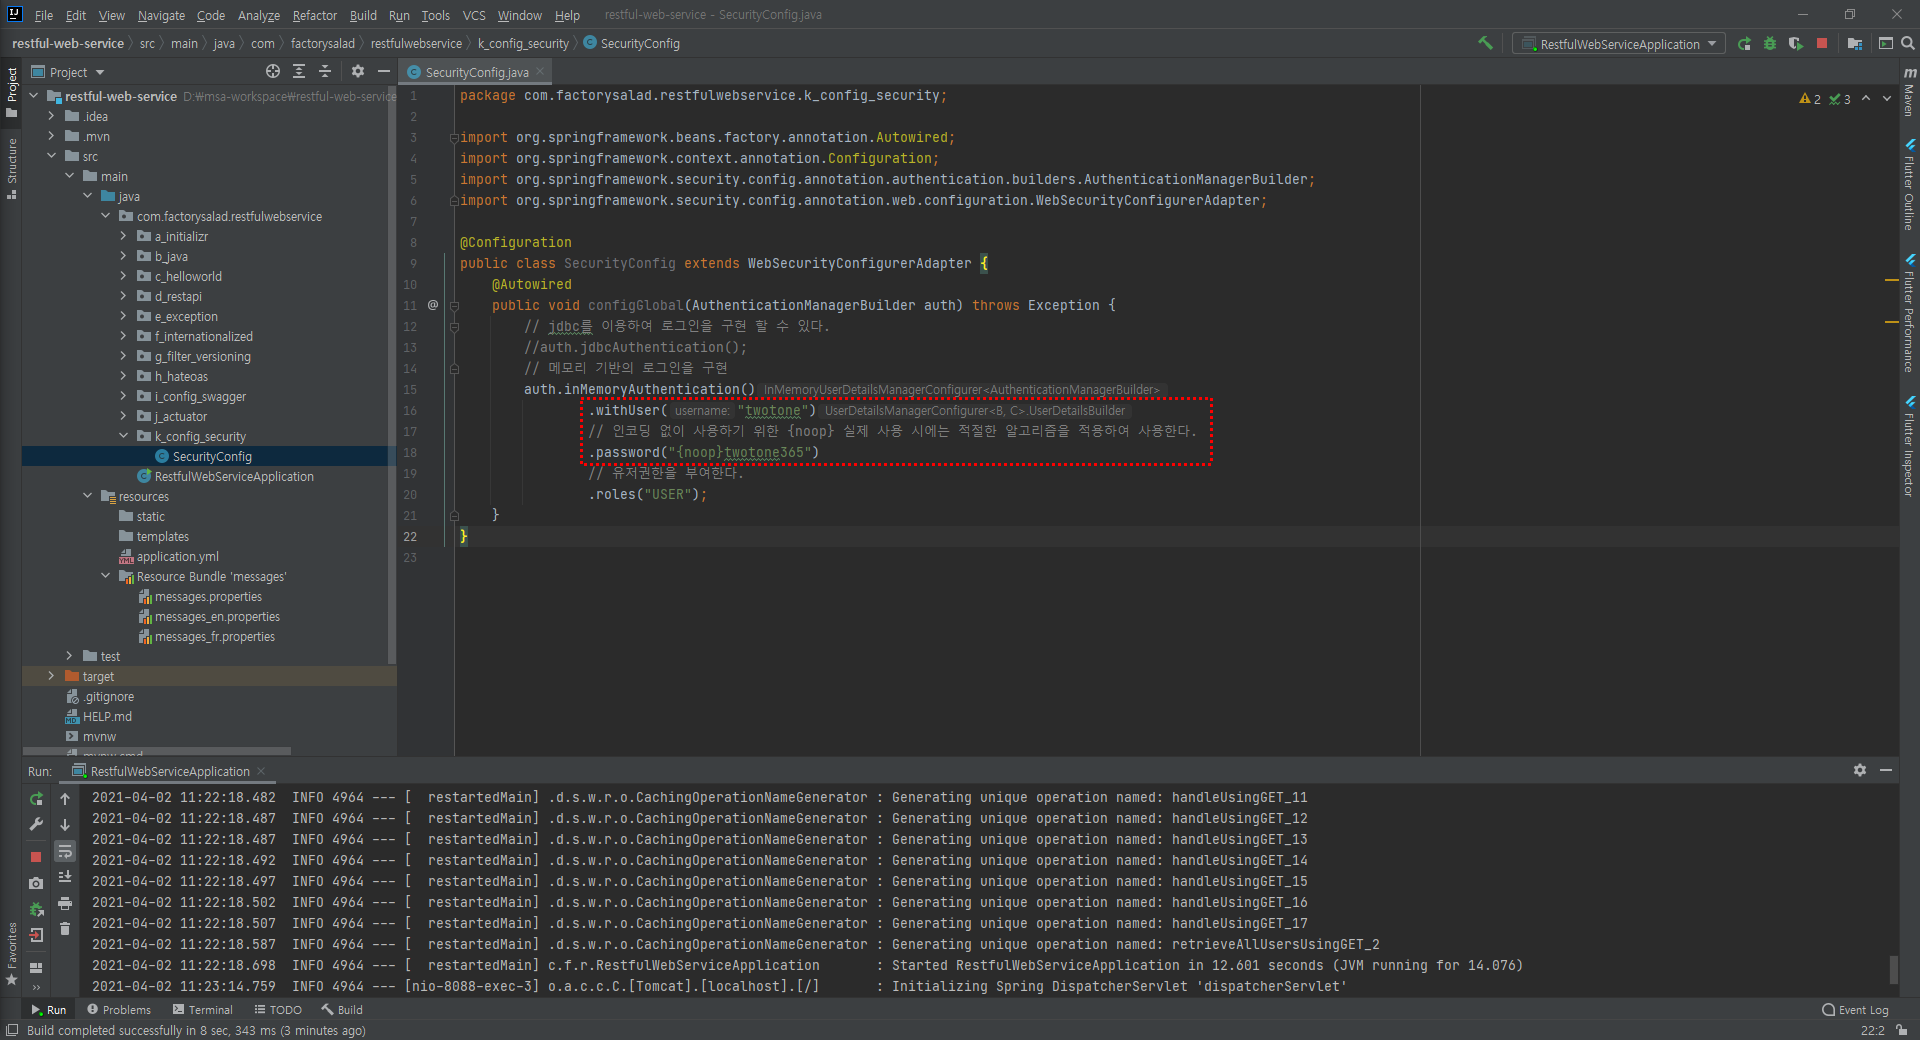 File Edit View Navigate Code Analyze Refactor Build Run Tools VCS Window Help restful-web-service - SecurityConfig.java
restful-web-service src main java com factorysalad restfulwebservice k_config_security SecurityConfig
RestfulWebServiceApplication
Project
SecurityConfig.java
restful-web-service D:₩msa-workspace₩restful-web-service
.idea
.mvn
src
main
java
com.factorysalad.restfulwebservice
a_initializr
b_java
c_helloworld
d_restapi
e_exception
f_internationalized
g_filter_versioning
h_hateoas
i_config_swagger
j_actuator
k_config_security
SecurityConfig
RestfulWebServiceApplication
resources
static
templates
application.yml
Resource Bundle 'messages'
messages.properties
messages_en.properties
messages_fr.properties
test
target
.gitignore
HELP.md
mvnw
mvnw.cmd
Project
Structure
Favorites
1 package com.factorysalad.restfulwebservice.k_config_security;
2
3 import org.springframework.beans.factory.annotation.Autowired;
4 import org.springframework.context.annotation.Configuration;
5 import org.springframework.security.config.annotation.authentication.builders.AuthenticationManagerBuilder;
6 import org.springframework.security.config.annotation.web.configuration.WebSecurityConfigurerAdapter;
7
8 @Configuration
9 public class SecurityConfig extends WebSecurityConfigurerAdapter {
10 @Autowired
11 public void configGlobal(AuthenticationManagerBuilder auth) throws Exception {
12 // jdbc를 이용하여 로그인을 구현 할 수 있다.
13 //auth.jdbcAuthentication();
14 // 메모리 기반의 로그인을 구현
15 auth.inMemoryAuthentication() InMemoryUserDetailsManagerConfigurer<AuthenticationManagerBuilder>
16 .withUser( username: "twotone") UserDetailsManagerConfigurer<B, C>.UserDetailsBuilder
17 // 인코딩 없이 사용하기 위한 {noop} 실제 사용 시에는 적절한 알고리즘을 적용하여 사용한다.
18 .password("{noop}twotone365")
19 // 유저권한을 부여한다.
20 .roles("USER");
21 }
22 }
23
2 3
Maven
Flutter Outline
Flutter Performance
Flutter Inspector
Run: RestfulWebServiceApplication
2021-04-02 11:22:18.482 INFO 4964 --- [ restartedMain] .d.s.w.r.o.CachingOperationNameGenerator : Generating unique operation named: handleUsingGET_11
2021-04-02 11:22:18.487 INFO 4964 --- [ restartedMain] .d.s.w.r.o.CachingOperationNameGenerator : Generating unique operation named: handleUsingGET_12
2021-04-02 11:22:18.487 INFO 4964 --- [ restartedMain] .d.s.w.r.o.CachingOperationNameGenerator : Generating unique operation named: handleUsingGET_13
2021-04-02 11:22:18.492 INFO 4964 --- [ restartedMain] .d.s.w.r.o.CachingOperationNameGenerator : Generating unique operation named: handleUsingGET_14
2021-04-02 11:22:18.497 INFO 4964 --- [ restartedMain] .d.s.w.r.o.CachingOperationNameGenerator : Generating unique operation named: handleUsingGET_15
2021-04-02 11:22:18.502 INFO 4964 --- [ restartedMain] .d.s.w.r.o.CachingOperationNameGenerator : Generating unique operation named: handleUsingGET_16
2021-04-02 11:22:18.507 INFO 4964 --- [ restartedMain] .d.s.w.r.o.CachingOperationNameGenerator : Generating unique operation named: handleUsingGET_17
2021-04-02 11:22:18.587 INFO 4964 --- [ restartedMain] .d.s.w.r.o.CachingOperationNameGenerator : Generating unique operation named: retrieveAllUsersUsingGET_2
2021-04-02 11:22:18.698 INFO 4964 --- [ restartedMain] c.f.r.RestfulWebServiceApplication : Started RestfulWebServiceApplication in 12.601 seconds (JVM running for 14.076)
2021-04-02 11:23:14.759 INFO 4964 --- [nio-8088-exec-3] o.a.c.c.C.[Tomcat].[localhost].[/] : Initializing Spring DispatcherServlet 'dispatcherServlet'
Run Problems Terminal TODO Build Event Log
Build completed successfully in 8 sec, 343 ms (3 minutes ago) 22:2